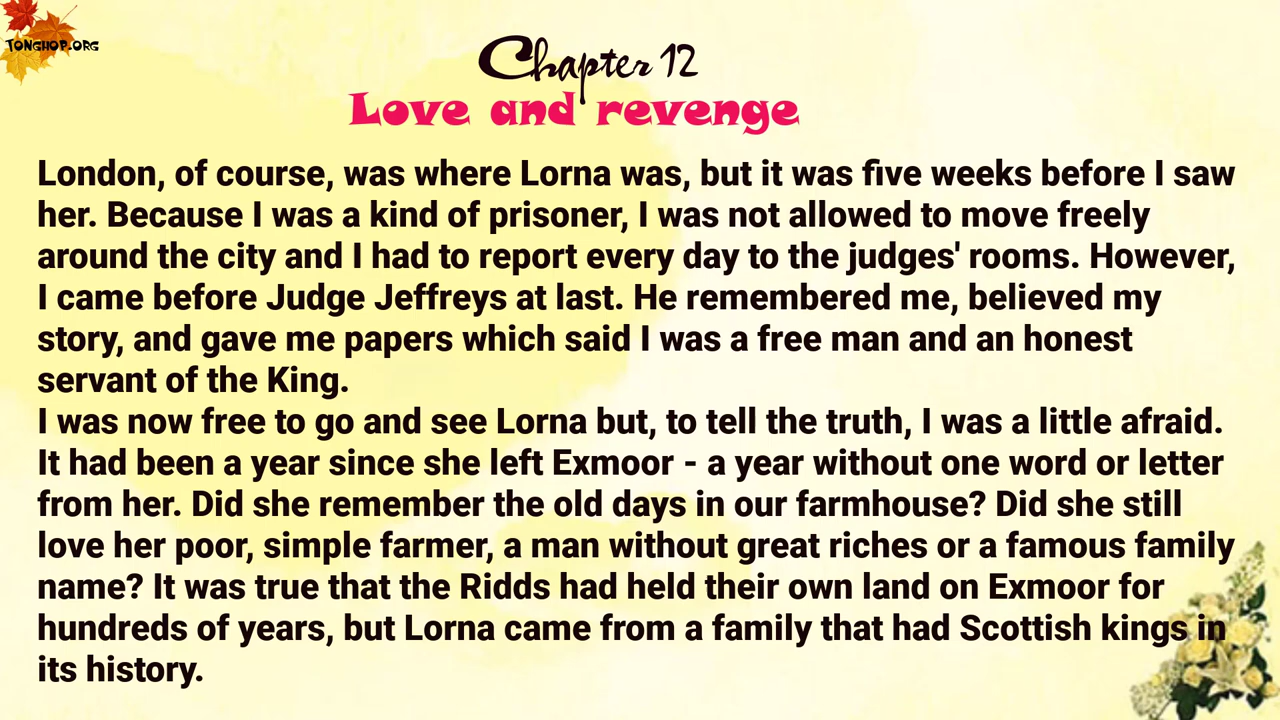 TONGHOP.ORG
Chapter 12
Love and revenge
London, of course, was where Lorna was, but it was five weeks before I saw
her. Because I was a kind of prisoner, I was not allowed to move freely
around the city and I had to report every day to the judges' rooms. However,
I came before Judge Jeffreys at last. He remembered me, believed my
story, and gave me papers which said I was a free man and an honest
servant of the King.
I was now free to go and see Lorna but, to tell the truth, I was a little afraid.
It had been a year since she left Exmoor - a year without one word or letter
from her. Did she remember the old days in our farmhouse? Did she still
love her poor, simple farmer, a man without great riches or a famous family
name? It was true that the Ridds had held their own land on Exmoor for
hundreds of years, but Lorna came from a family that had Scottish kings in
its history.